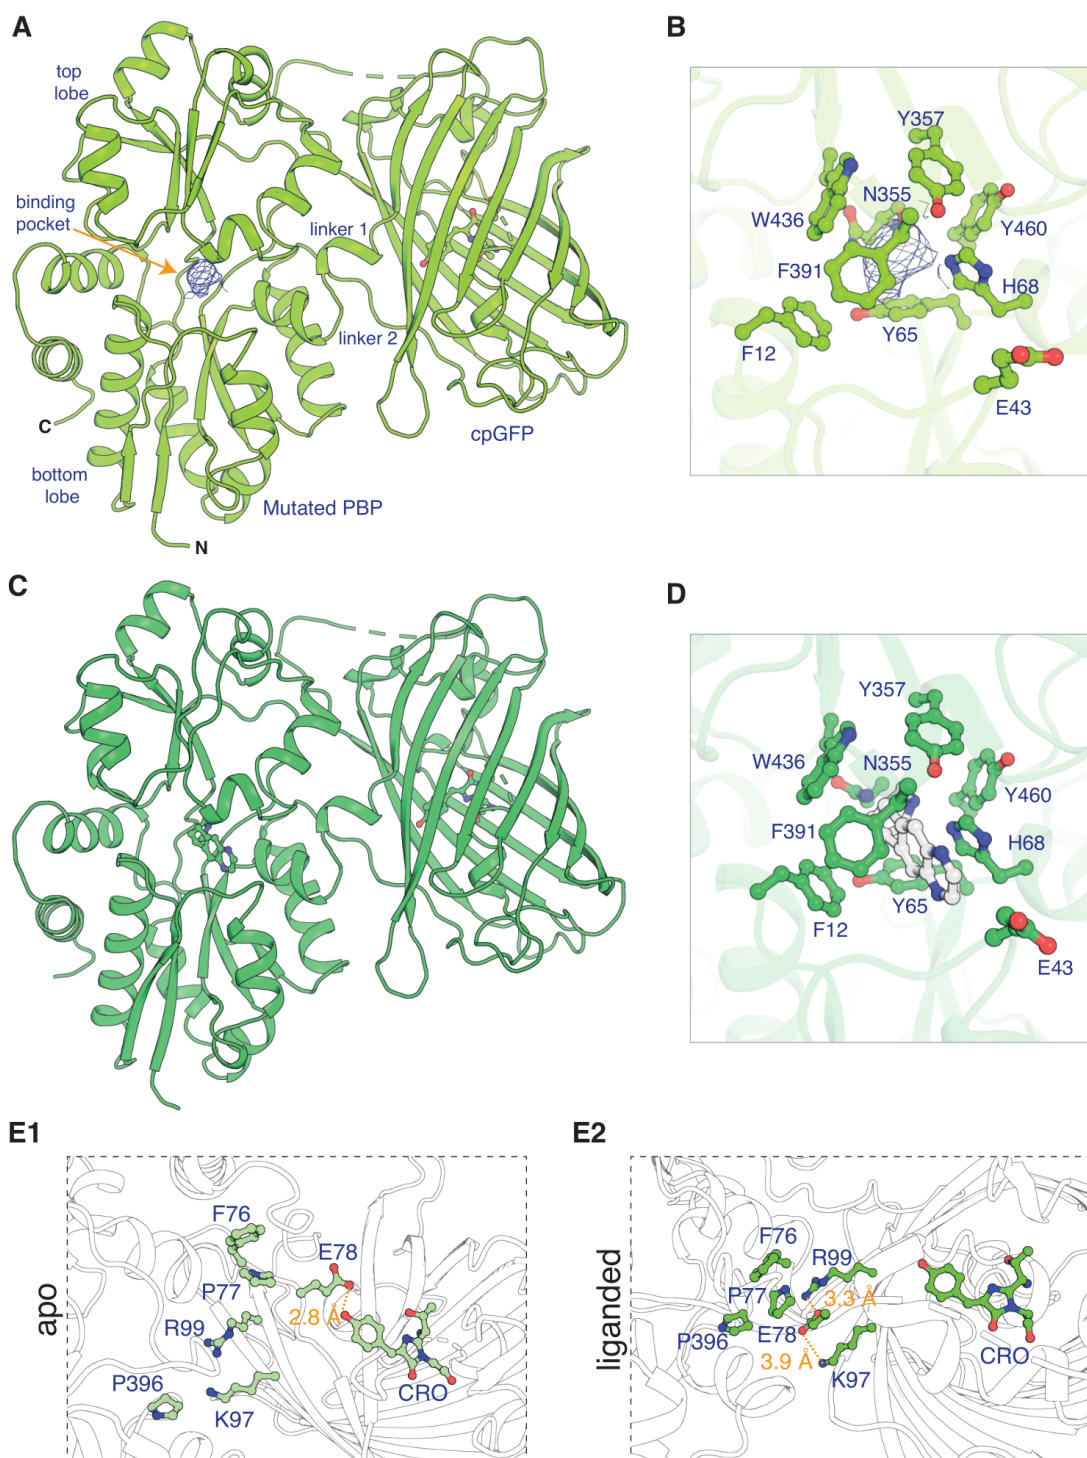 A
top
lobe
binding
pocket
linker 1
linker 2
cpGFP
C
bottom
lobe
Mutated PBP
N
B
Y357
N355
W436
Y460
F391
H68
Y65
F12
E43
C
D
Y357
W436
N355
Y460
F391
H68
Y65
F12
E43
E1
apo
F76
E78
P77
2.8 Å
R99
P396
K97
CRO
E2
liganded
F76
R99
P77
3.3 Å
P396
E78
3.9 Å
K97
CRO